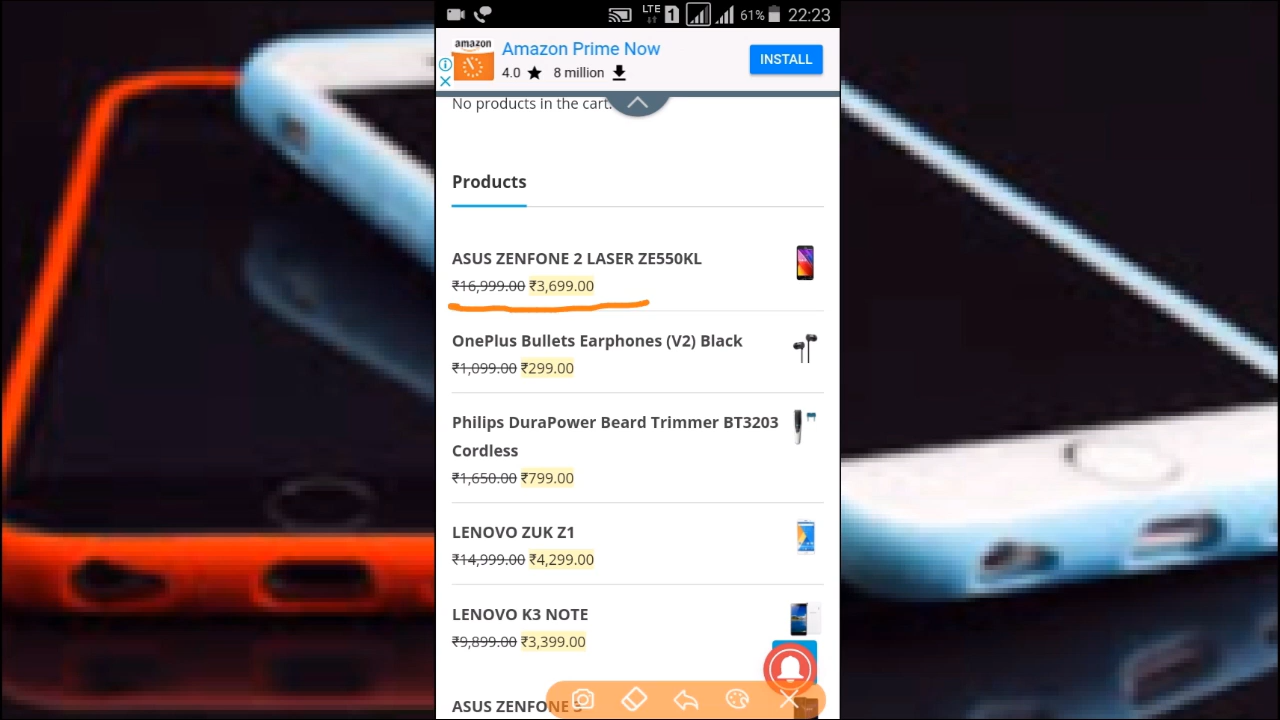 LTE 1 61% 22:23
amazon
Amazon Prime Now
4.0 ★ 8 million
INSTALL
No products in the cart.
Products
ASUS ZENFONE 2 LASER ZE550KL
₹16,999.00 ₹3,699.00
OnePlus Bullets Earphones (V2) Black
₹1,099.00 ₹299.00
Philips DuraPower Beard Trimmer BT3203
Cordless
₹1,650.00 ₹799.00
LENOVO ZUK Z1
₹14,999.00 ₹4,299.00
LENOVO K3 NOTE
₹9,899.00 ₹3,399.00
ASUS ZENFONE